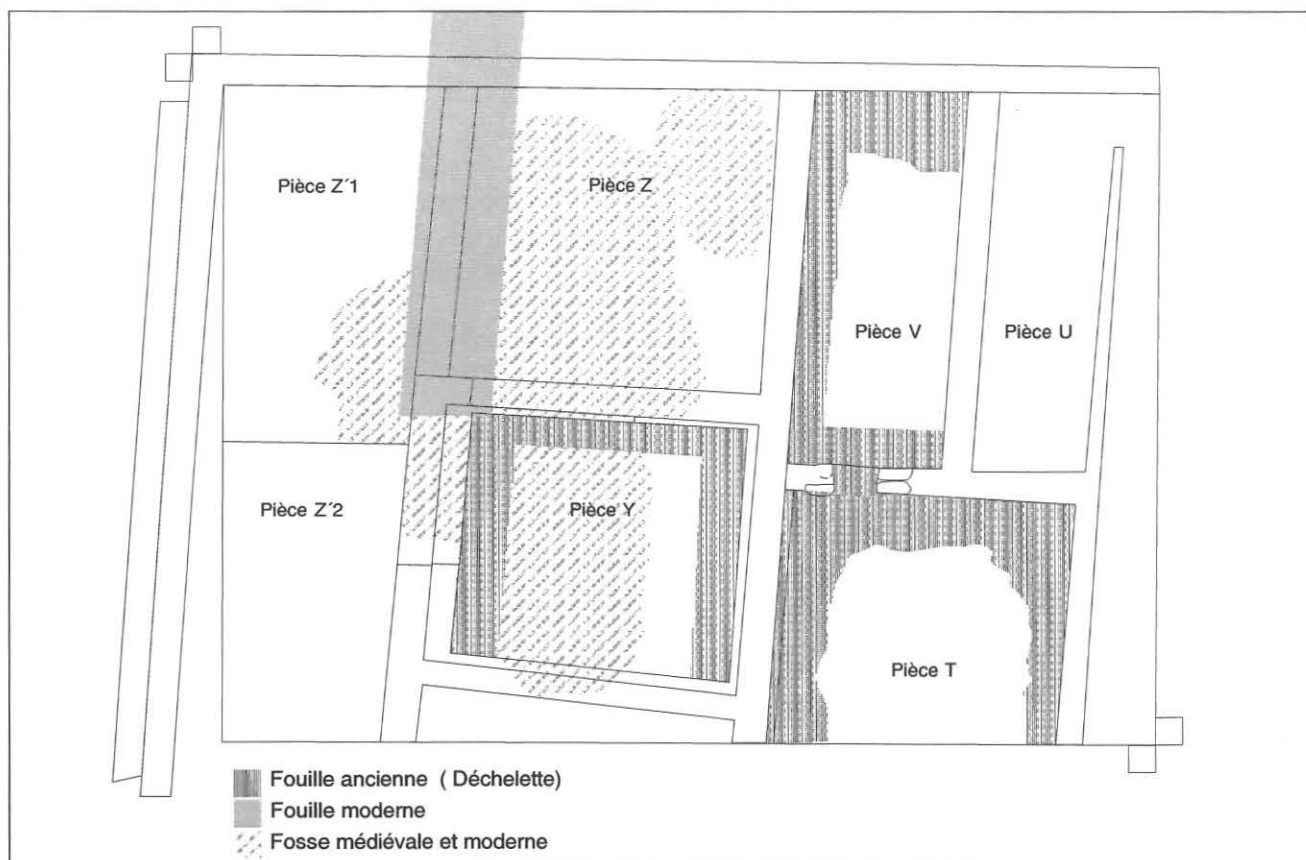 Pièce Z´1
Pièce Z
Pièce V
Pièce U
Pièce Z´2
Pièce Y
Pièce T
Fouille ancienne ( Déchelette)
Fouille moderne
Fosse médiévale et moderne